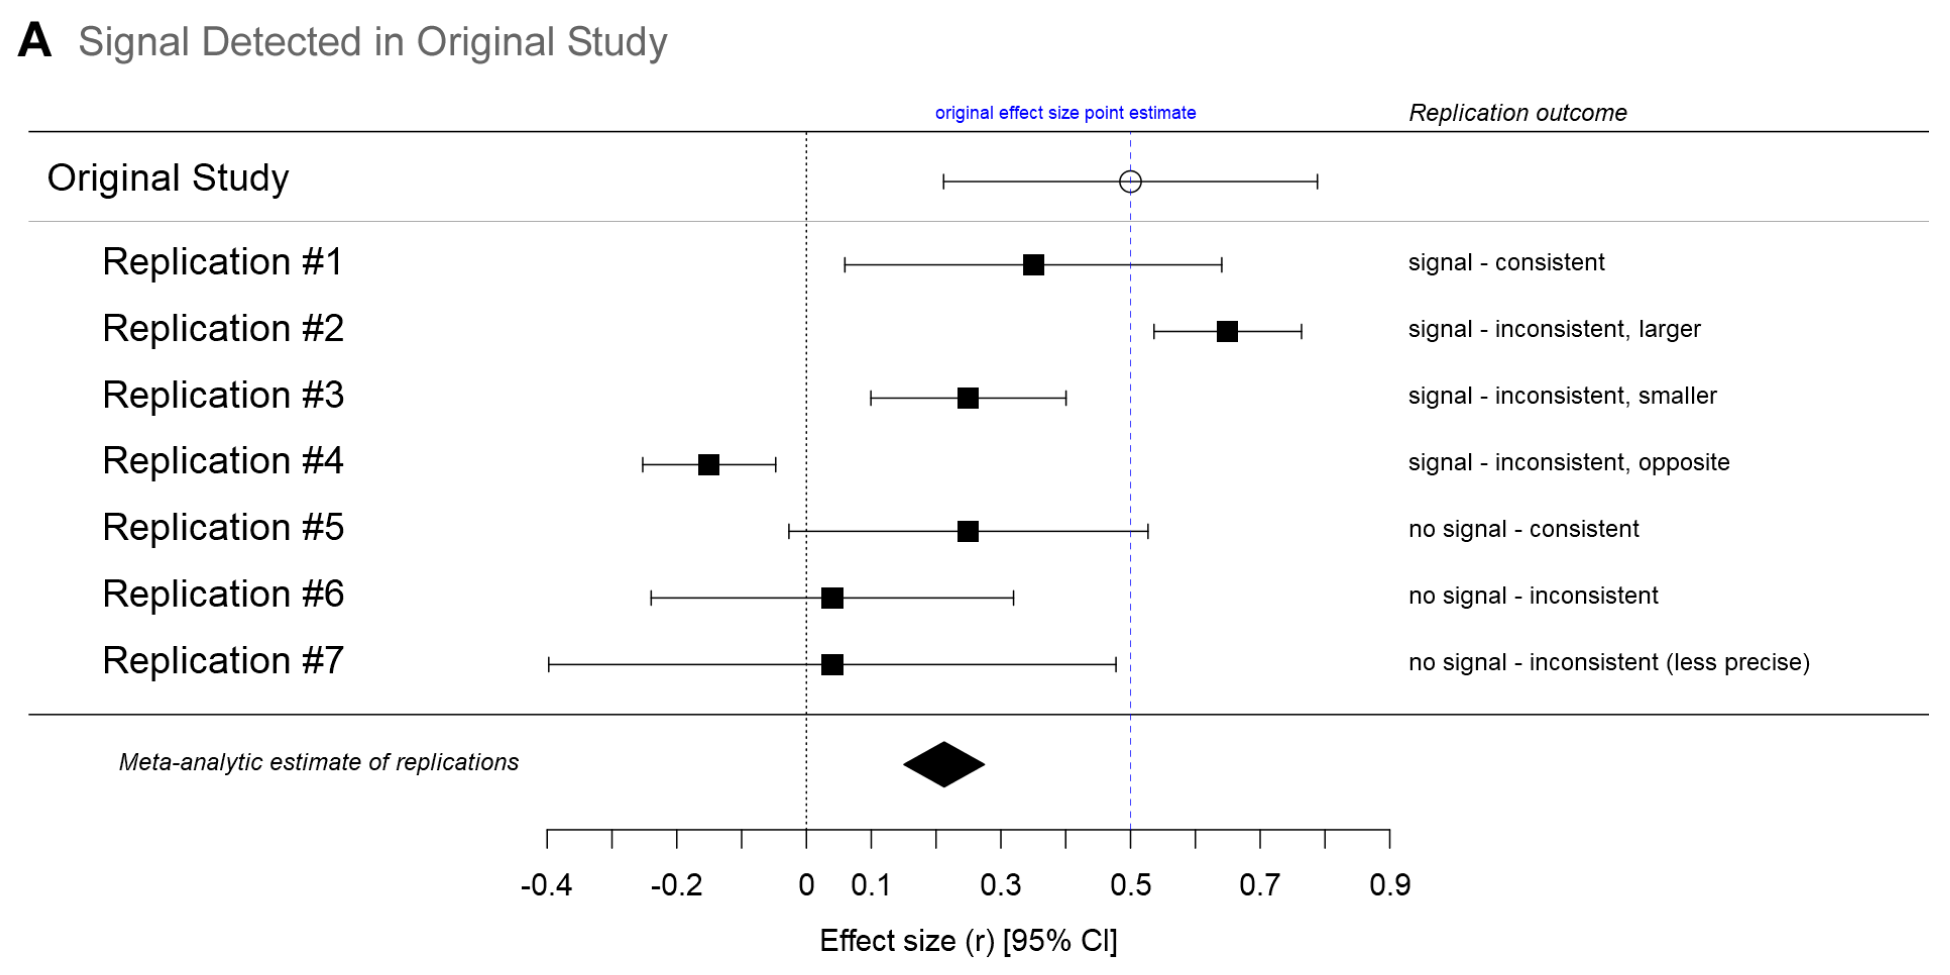 A Signal Detected in Original Study
original effect size point estimate Replication outcome
Original Study
Replication #1 signal - consistent
Replication #2 signal - inconsistent, larger
Replication #3 signal - inconsistent, smaller
Replication #4 signal - inconsistent, opposite
Replication #5 no signal - consistent
Replication #6 no signal - inconsistent
Replication #7 no signal - inconsistent (less precise)
Meta-analytic estimate of replications
-0.4 -0.2 0 0.1 0.3 0.5 0.7 0.9
Effect size (r) [95% CI]